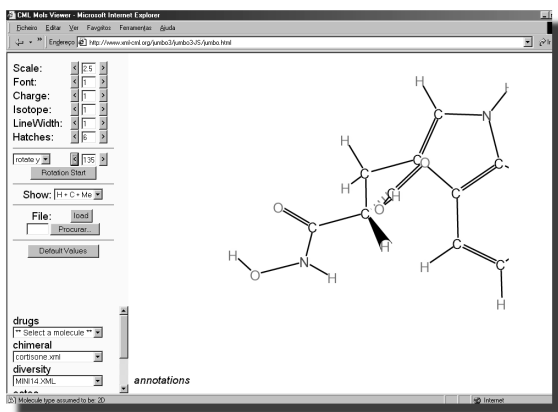 CML Mols Viewer - Microsoft Internet Explorer
Ficheiro Editar Ver Favoritos Ferramentas Ajuda
Endereço http://www.xml-cml.org/jumbo3/jumbo3-JS/jumbo.html
Scale: < 2.5 >
Font: < 1 >
Charge: < 1 >
Isotope: < 1 >
LineWidth: < 1 >
Hatches: < 6 >
rotate y < 135 >
Rotation Start
Show: H + C + Me
File: load
Procurar...
Default Values
drugs
** Select a molecule **
chimeral
cortisone.xml
diversity
MINI14.XML
annotations
Molecule type assumed to be: 2D
Internet
H H
C N
H C O C
H C
H O H
O C C
C H
H N C
O H H C
H